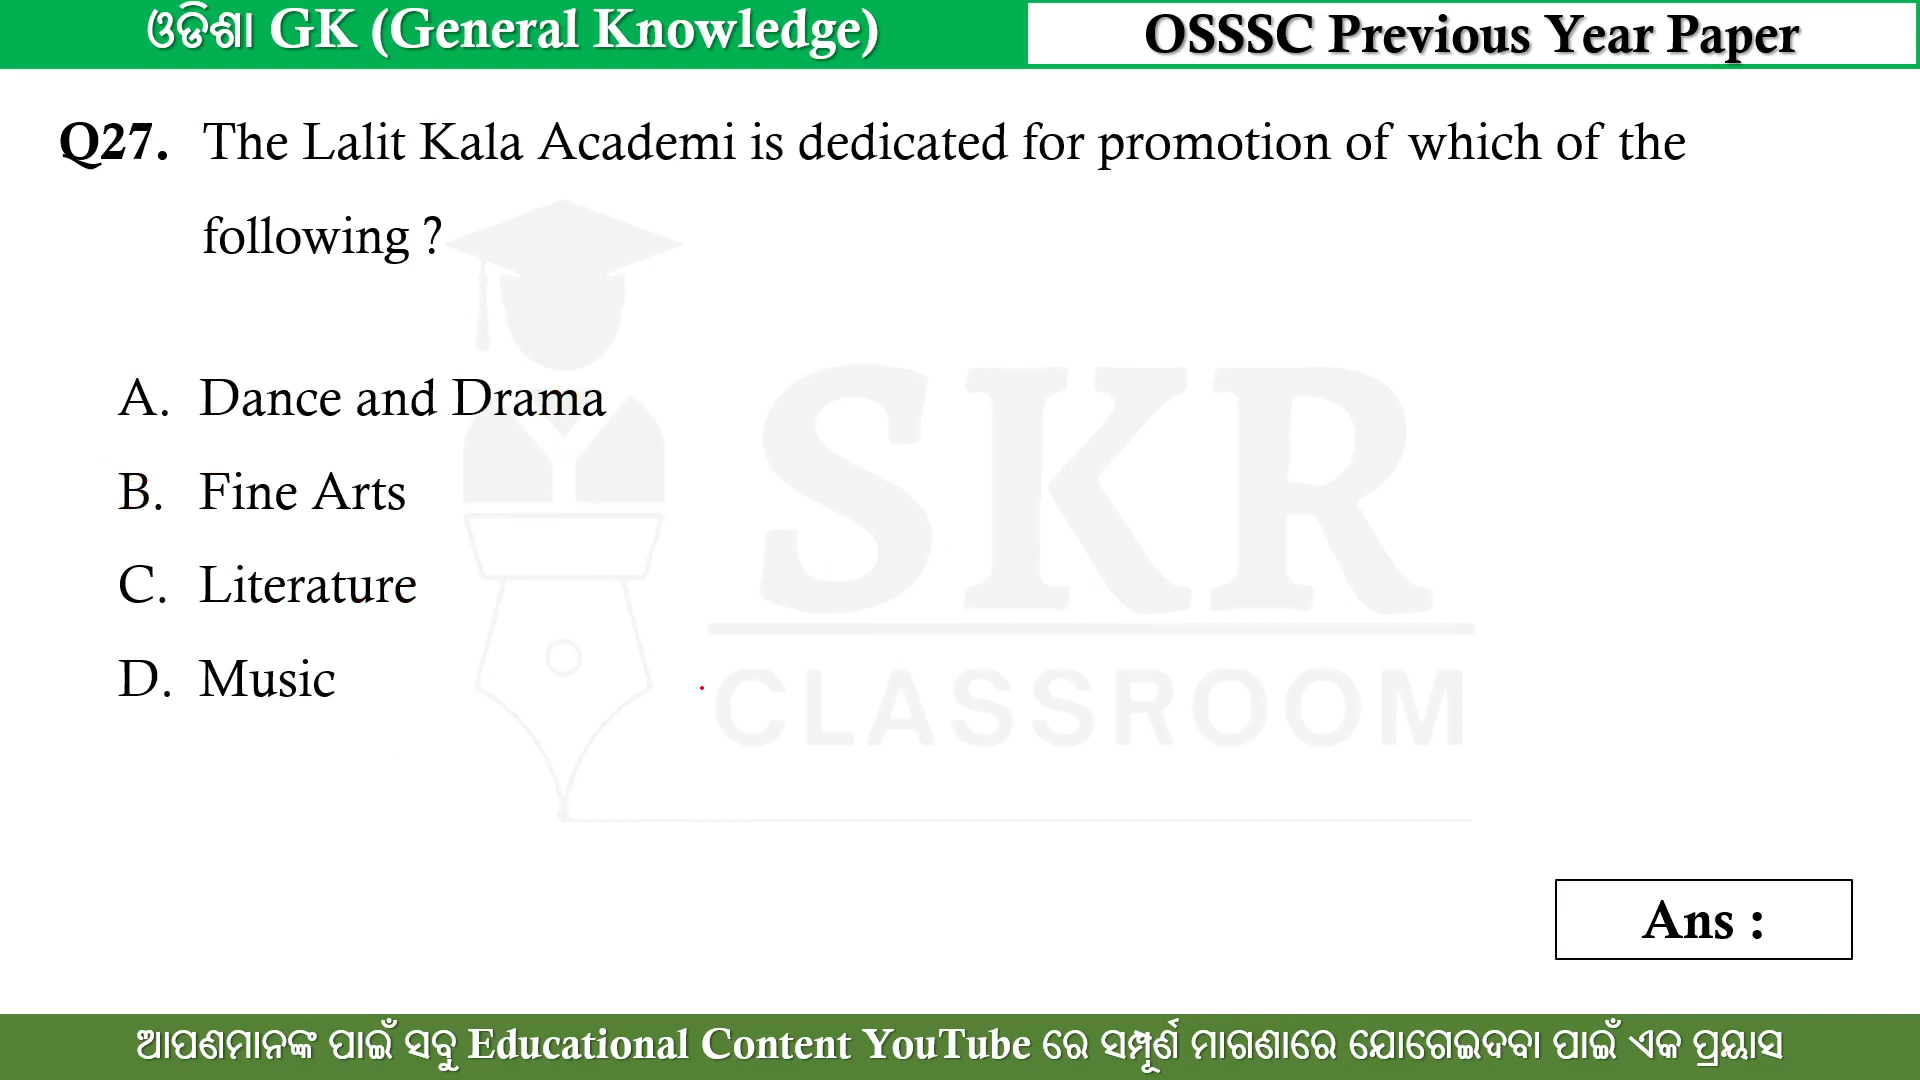 ଓଡିଶା GK (General Knowledge)
OSSSC Previous Year Paper
Q27. The Lalit Kala Academi is dedicated for promotion of which of the
following ?
A. Dance and Drama
B. Fine Arts
C. Literature
D. Music
SKR
CLASSROOM
Ans :
ଆପଣମାନଙ୍କ ପାଇଁ ସବୁ Educational Content YouTube ରେ ସମ୍ପୂର୍ଣ ମାଗଣାରେ ଯୋଗେଇଦବା ପାଇଁ ଏକ ପ୍ରୟାସ